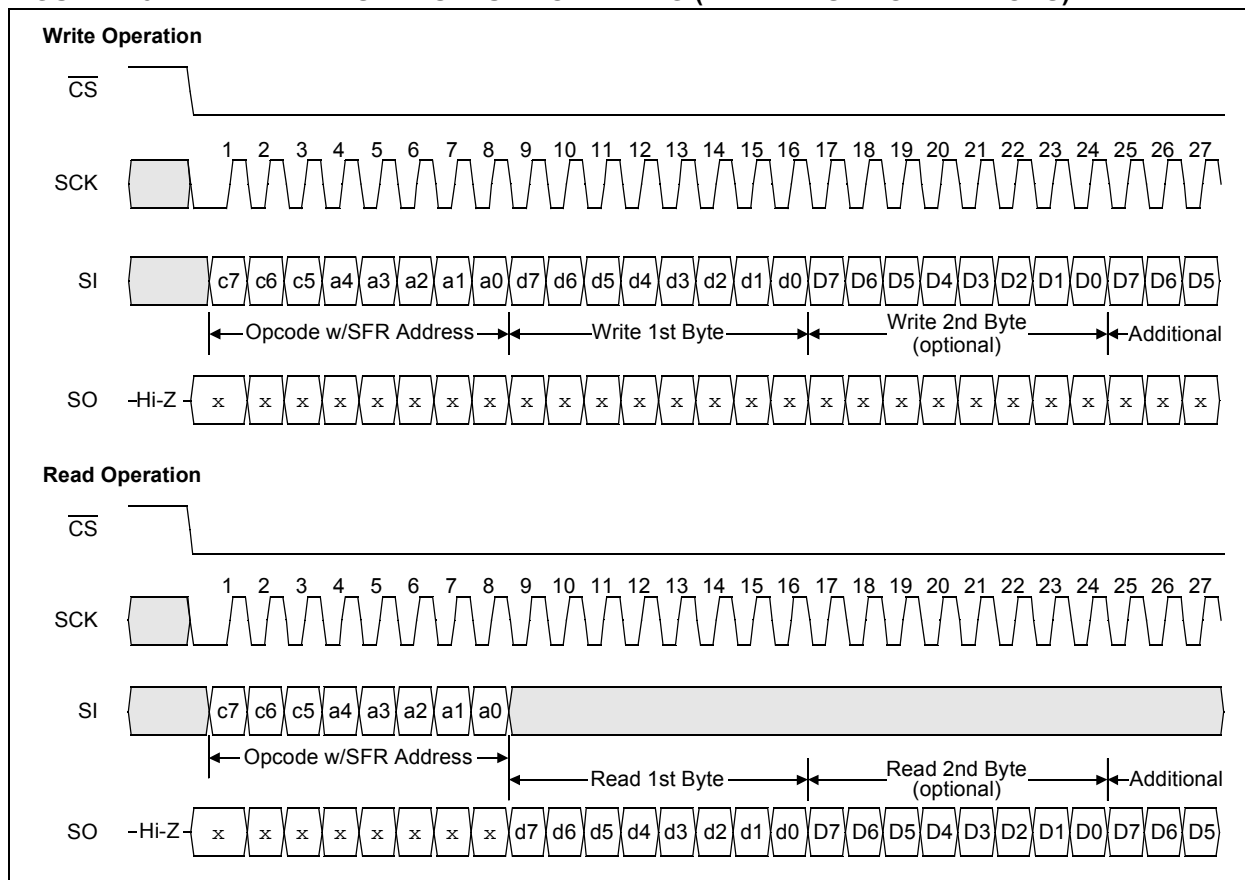 Write Operation
CS
1 2 3 4 5 6 7 8 9 10 11 12 13 14 15 16 17 18 19 20 21 22 23 24 25 26 27
SCK
SI c7 c6 c5 a4 a3 a2 a1 a0 d7 d6 d5 d4 d3 d2 d1 d0 D7 D6 D5 D4 D3 D2 D1 D0 D7 D6 D5
Opcode w/SFR Address Write 1st Byte Write 2nd Byte Additional
(optional)
SO Hi-Z x x x x x x x x x x x x x x x x x x x x x x x x x x x
Read Operation
CS
1 2 3 4 5 6 7 8 9 10 11 12 13 14 15 16 17 18 19 20 21 22 23 24 25 26 27
SCK
SI c7 c6 c5 a4 a3 a2 a1 a0
Opcode w/SFR Address
Read 1st Byte Read 2nd Byte Additional
(optional)
SO Hi-Z x x x x x x x x d7 d6 d5 d4 d3 d2 d1 d0 D7 D6 D5 D4 D3 D2 D1 D0 D7 D6 D5